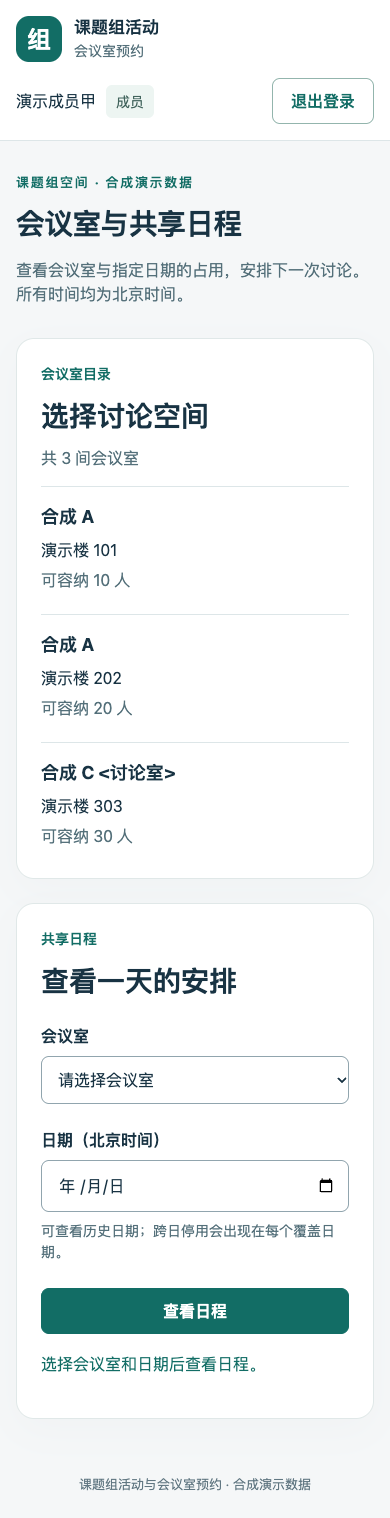 组
课题组活动
会议室预约
演示成员甲
成员
退出登录
课题组空间 · 合成演示数据
会议室与共享日程
查看会议室与指定日期的占用，安排下一次讨论。
所有时间均为北京时间。
会议室目录
选择讨论空间
共 3 间会议室
合成 A
演示楼 101
可容纳 10 人
合成 A
演示楼 202
可容纳 20 人
合成 C <讨论室>
演示楼 303
可容纳 30 人
共享日程
查看一天的安排
会议室
请选择会议室
日期（北京时间）
年 /月/日
可查看历史日期；跨日停用会出现在每个覆盖日
期。
查看日程
选择会议室和日期后查看日程。
课题组活动与会议室预约 · 合成演示数据